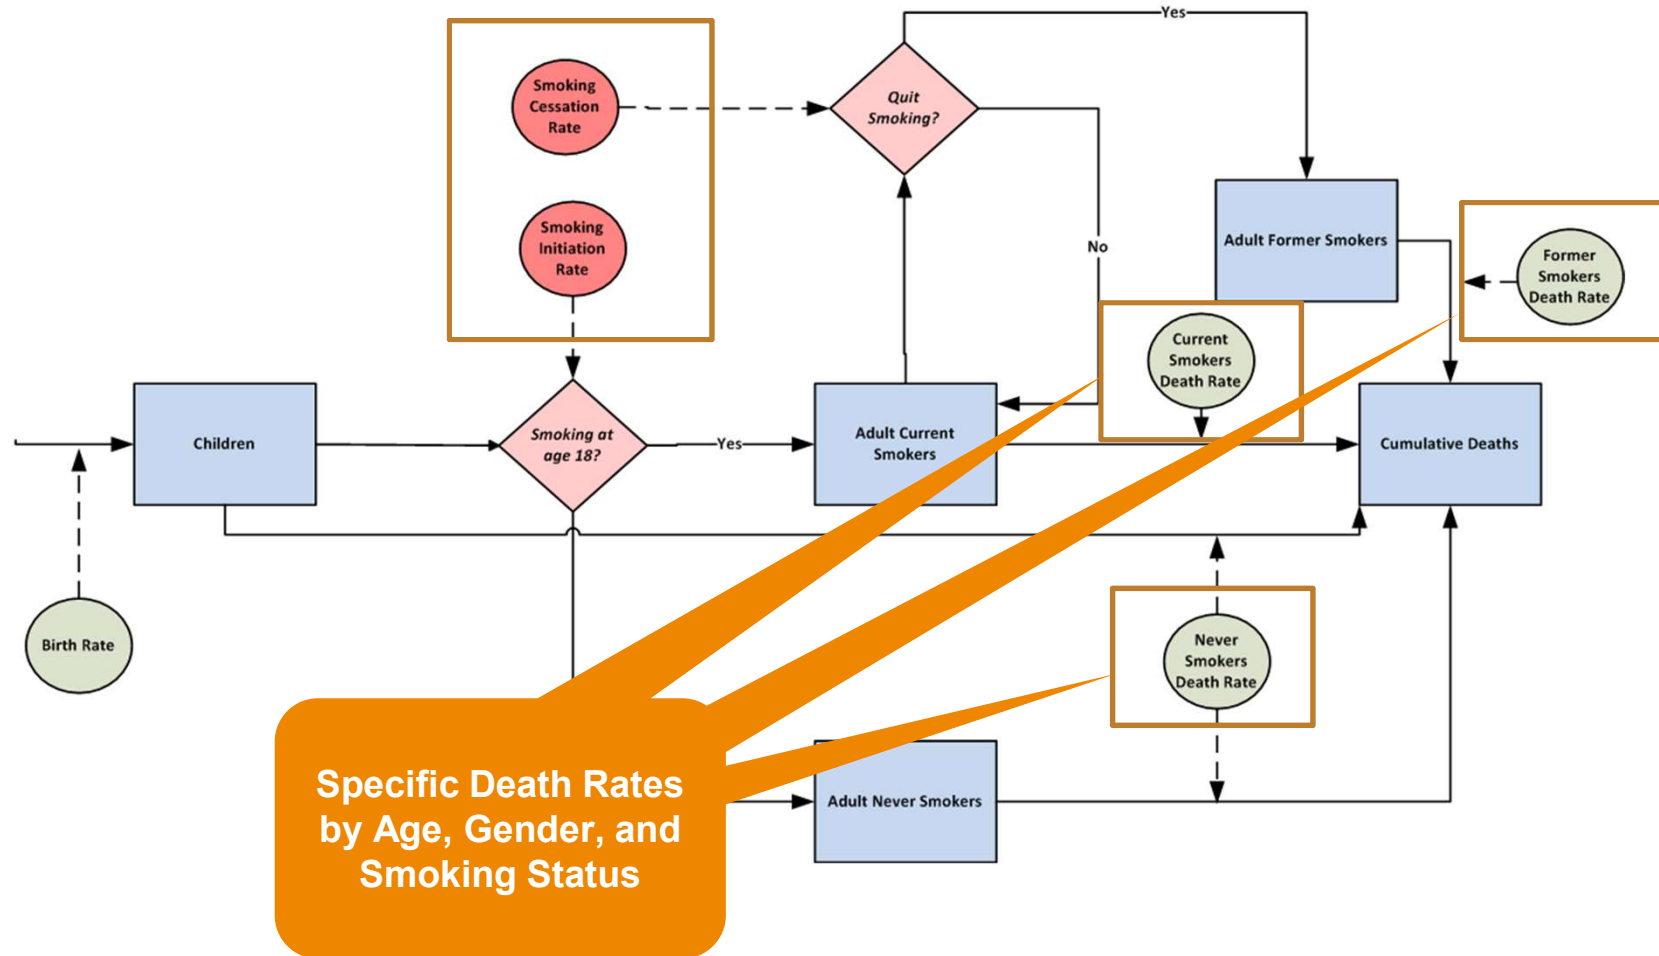 Yes
Smoking
Cessation
Rate
Quit
Smoking?
Smoking
Initiation
Rate
No
Adult Former Smokers
Former
Smokers
Death Rate
Current
Smokers
Death Rate
Children
Smoking at
age 18?
Yes
Adult Current
Smokers
Cumulative Deaths
Birth Rate
Never
Smokers
Death Rate
Specific Death Rates
by Age, Gender, and
Smoking Status
Adult Never Smokers